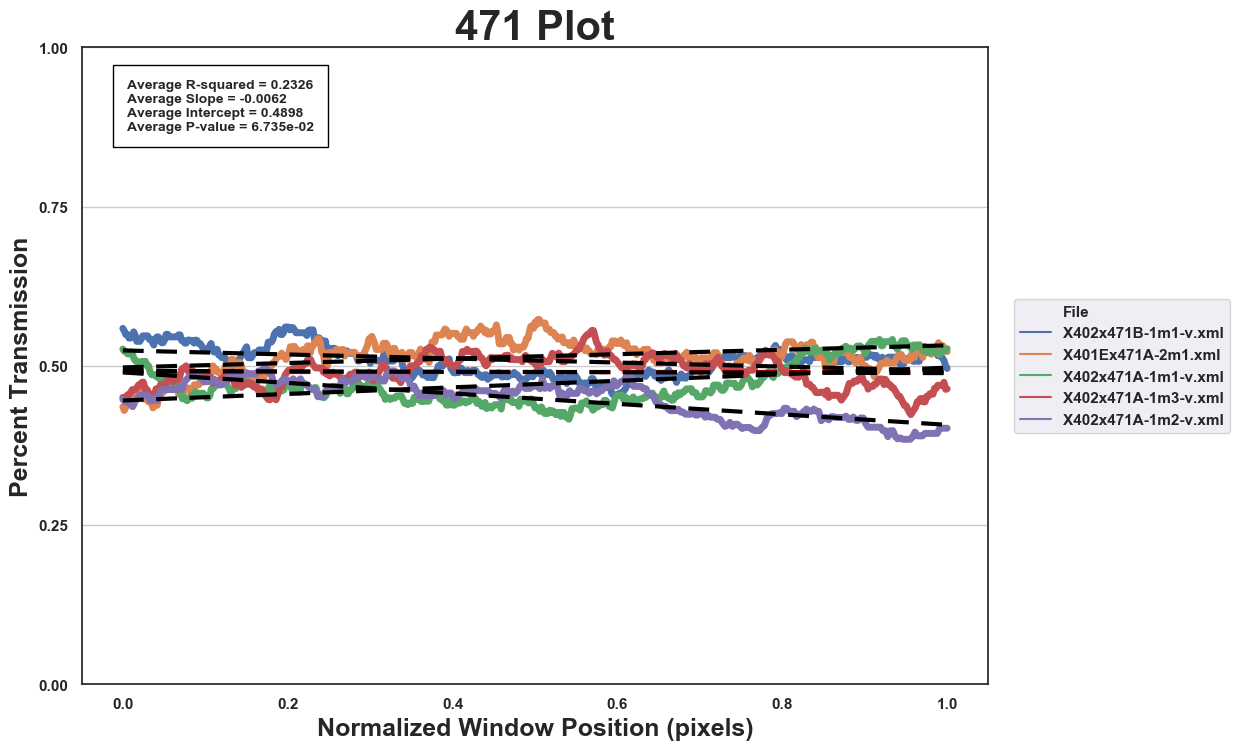 471 Plot
1.00
Average R-squared = 0.2326
Average Slope = -0.0062
Average Intercept = 0.4898
Average P-value = 6.735e-02
0.75
Percent Transmission
0.50
0.25
0.00
File
X402x471B-1m1-v.xml
X401Ex471A-2m1.xml
X402x471A-1m1-v.xml
X402x471A-1m3-v.xml
X402x471A-1m2-v.xml
0.0 0.2 0.4 0.6 0.8 1.0
Normalized Window Position (pixels)